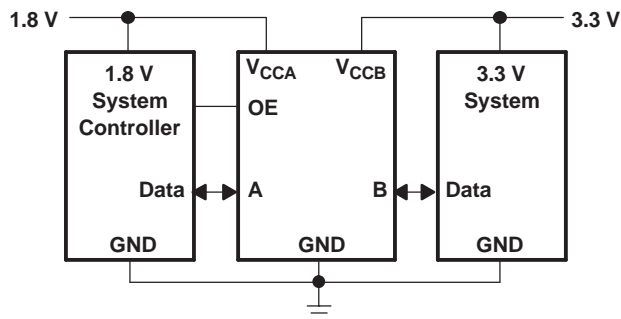 1.8 V
3.3 V
1.8 V
System
Controller
VCCA
VCCB
3.3 V
System
OE
Data
A
B
Data
GND
GND
GND